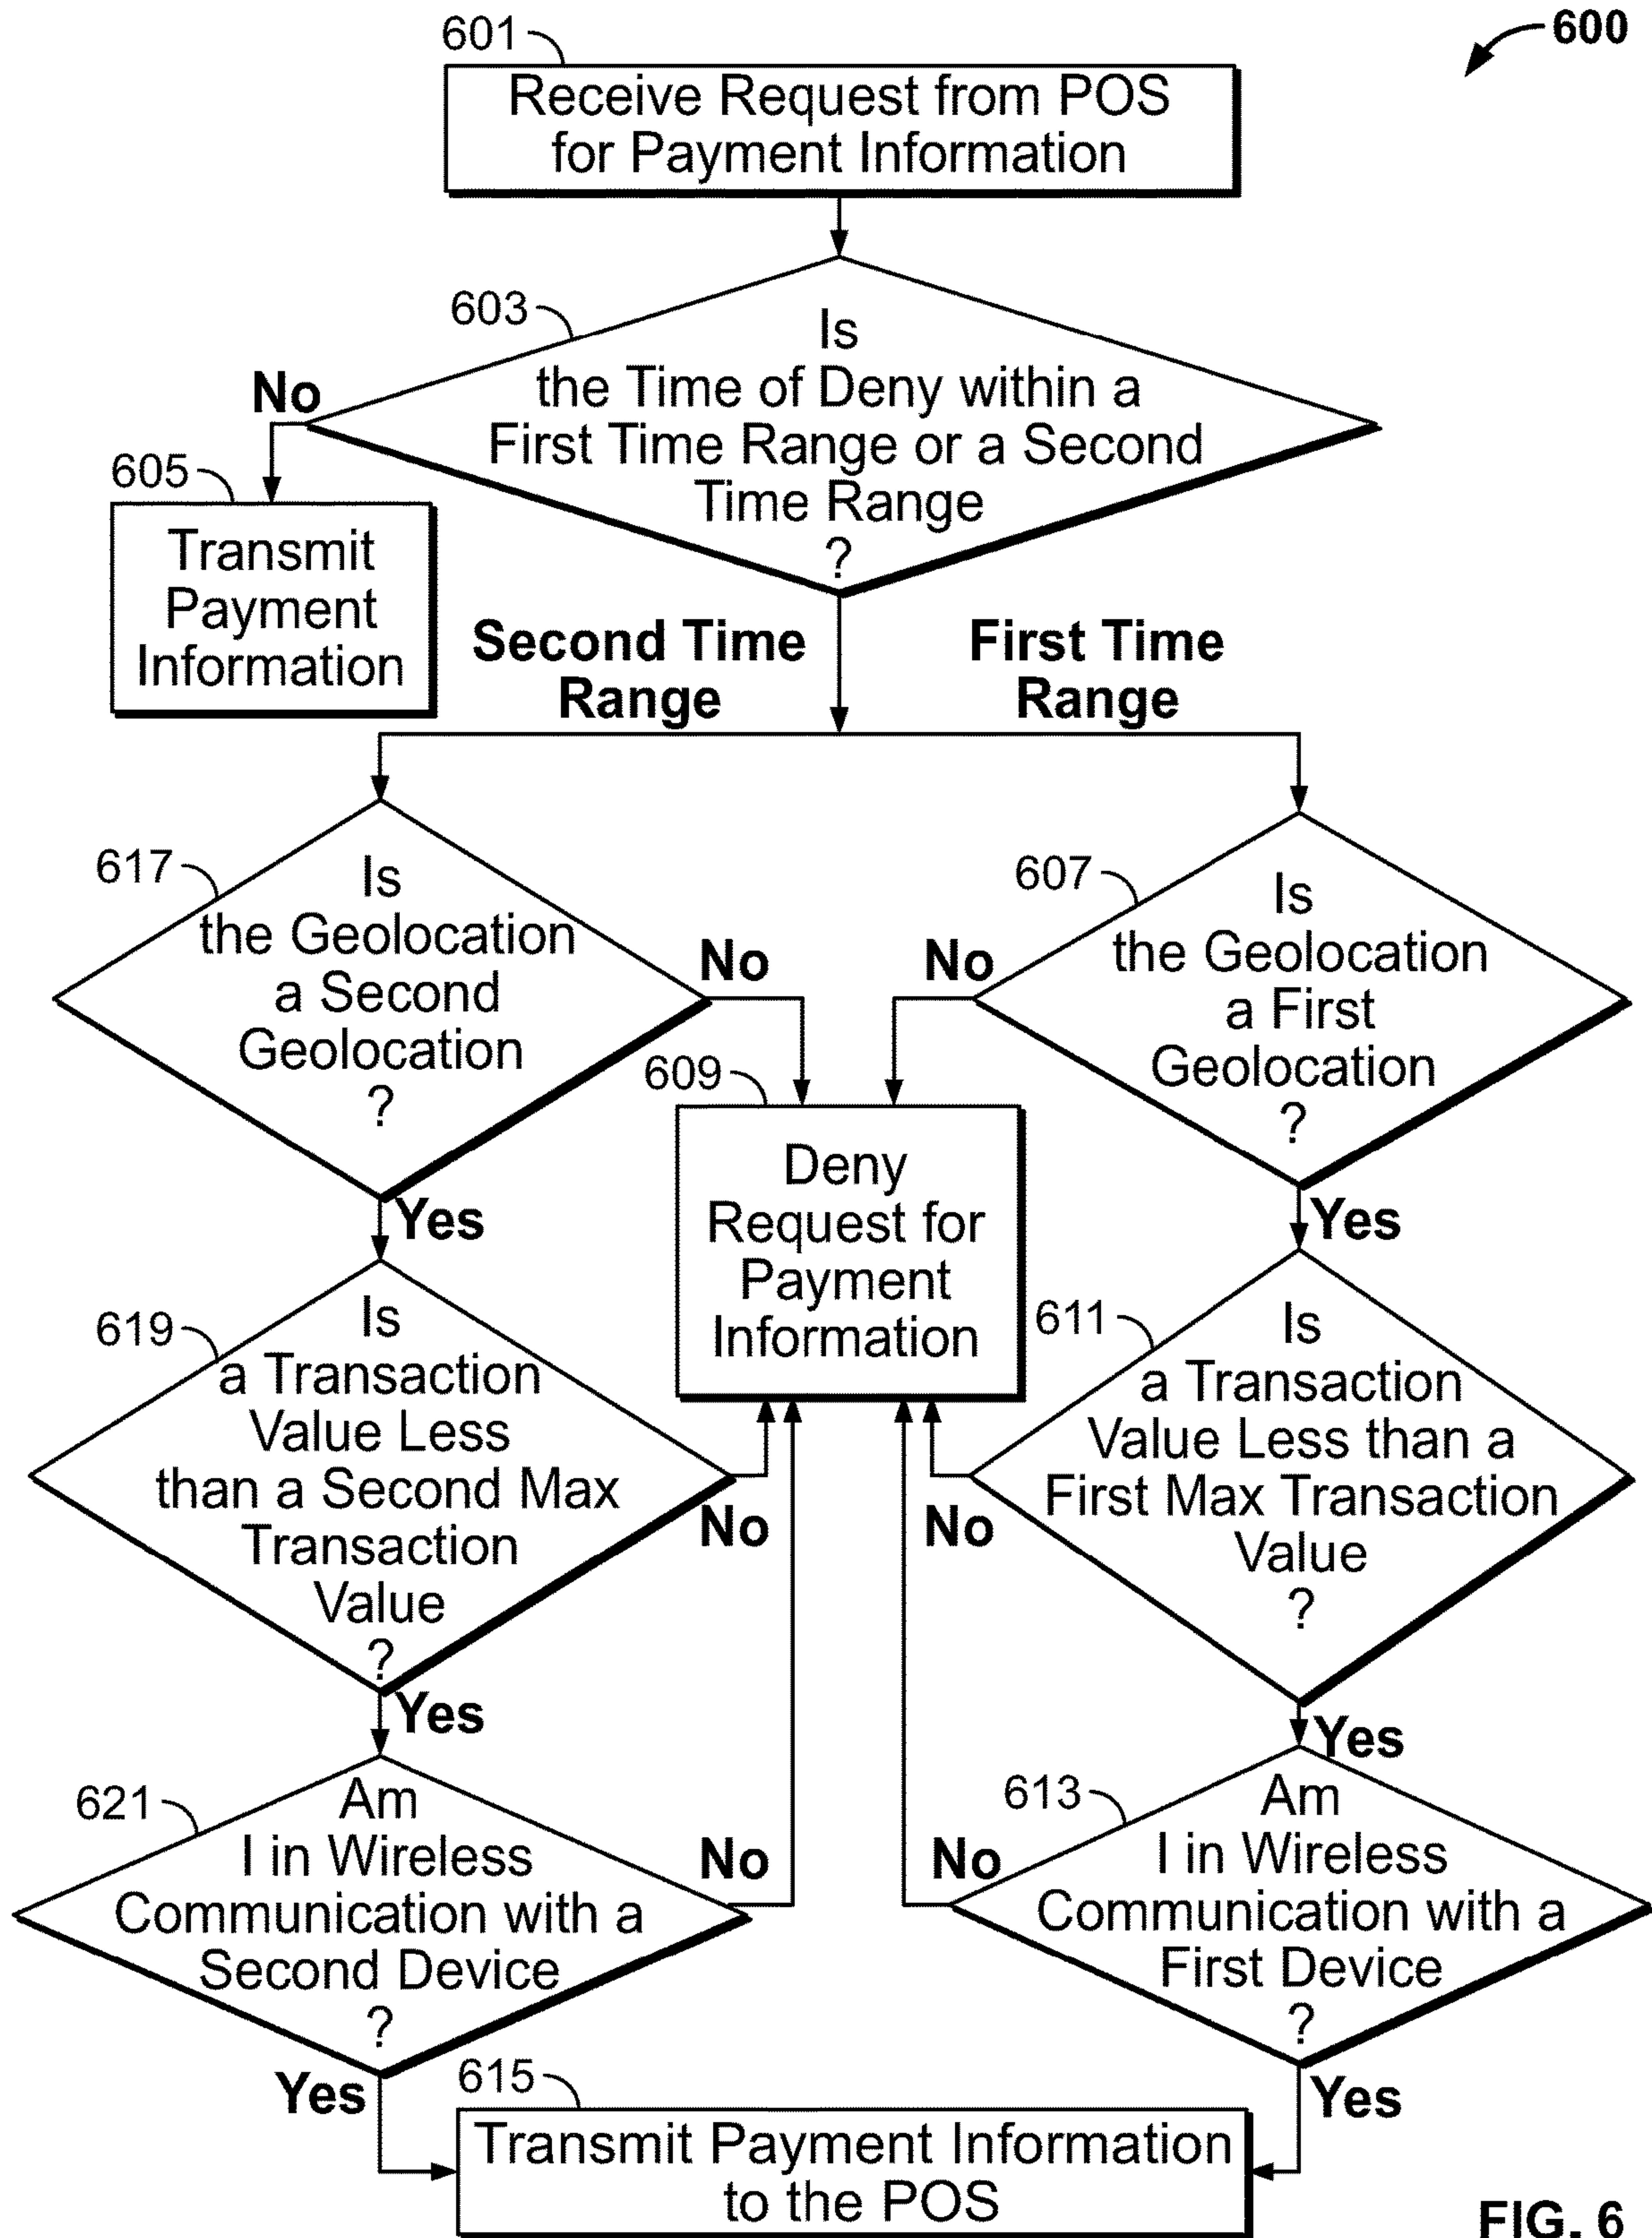 600
601
Receive Request from POS
for Payment Information
603
Is
the Time of Deny within a
First Time Range or a Second
Time Range
?
No
605
Transmit
Payment
Information
Second Time
Range
First Time
Range
617
Is
the Geolocation
a Second
Geolocation
?
No
Yes
607
Is
the Geolocation
a First
Geolocation
?
No
Yes
609
Deny
Request for
Payment
Information
619
Is
a Transaction
Value Less
than a Second Max
Transaction
Value
?
No
Yes
611
Is
a Transaction
Value Less than a
First Max Transaction
Value
?
No
Yes
621
Am
I in Wireless
Communication with a
Second Device
?
No
Yes
613
Am
I in Wireless
Communication with a
First Device
?
No
Yes
615
Transmit Payment Information
to the POS
FIG. 6